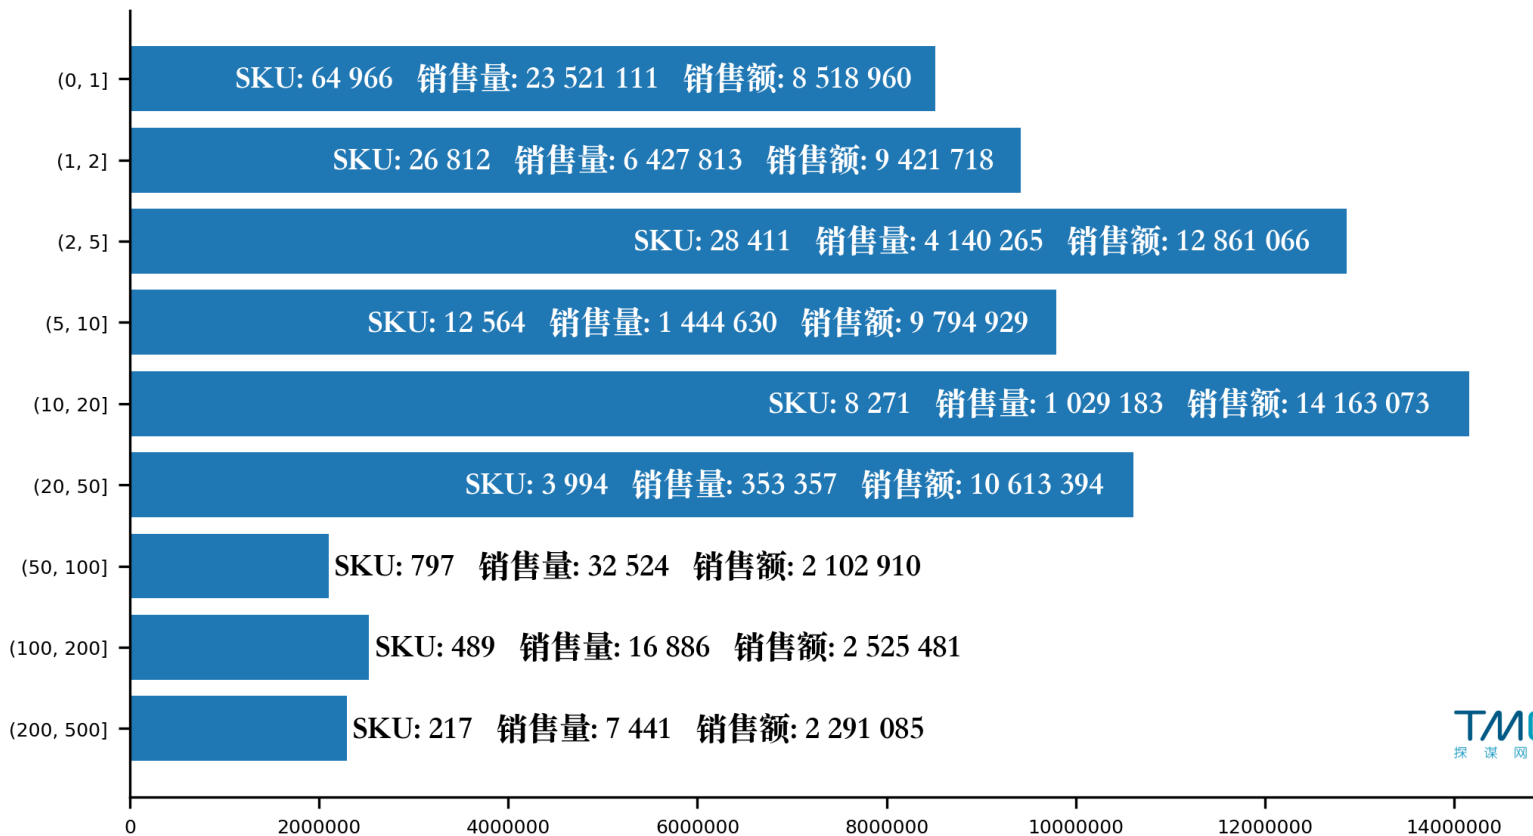 (0, 1] SKU: 64 966 销售量: 23 521 111 销售额: 8 518 960
(1, 2] SKU: 26 812 销售量: 6 427 813 销售额: 9 421 718
(2, 5] SKU: 28 411 销售量: 4 140 265 销售额: 12 861 066
(5, 10] SKU: 12 564 销售量: 1 444 630 销售额: 9 794 929
(10, 20] SKU: 8 271 销售量: 1 029 183 销售额: 14 163 073
(20, 50] SKU: 3 994 销售量: 353 357 销售额: 10 613 394
(50, 100] SKU: 797 销售量: 32 524 销售额: 2 102 910
(100, 200] SKU: 489 销售量: 16 886 销售额: 2 525 481
(200, 500] SKU: 217 销售量: 7 441 销售额: 2 291 085
TM
探谋网
0 2000000 4000000 6000000 8000000 10000000 12000000 14000000